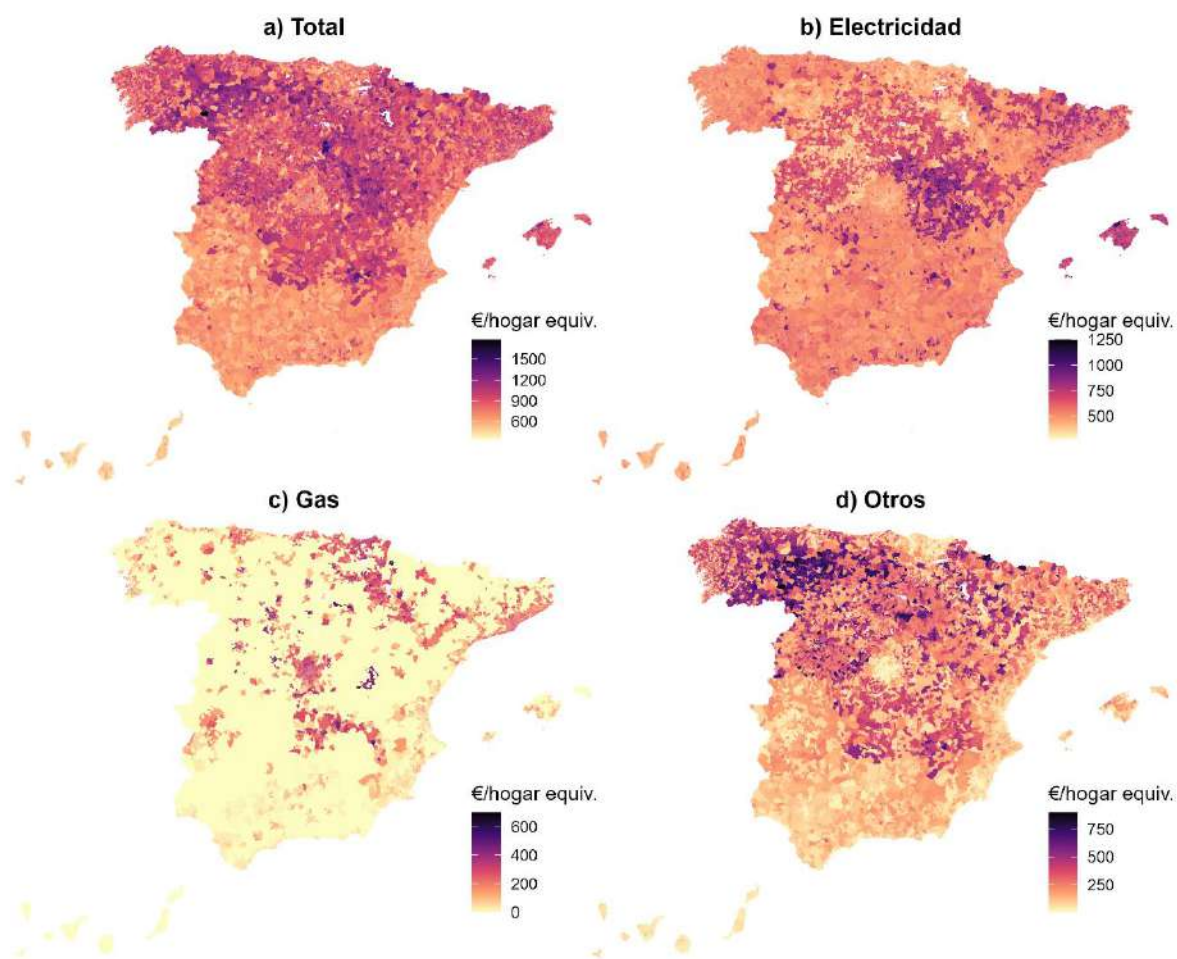 a) Total
€/hogar equiv.
1500
1200
900
600
b) Electricidad
€/hogar equiv.
1250
1000
750
500
c) Gas
€/hogar equiv.
600
400
200
0
d) Otros
€/hogar equiv.
750
500
250